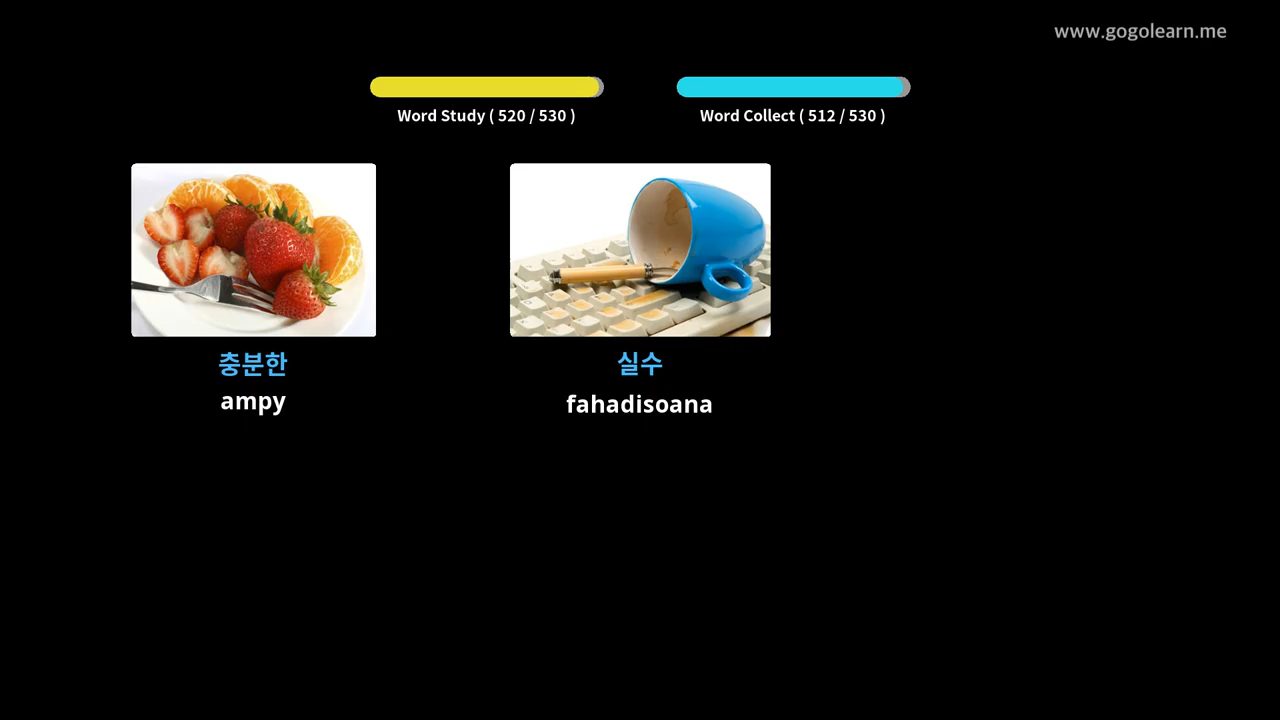 www.gogolearn.me
Word Study ( 520 / 530 )
Word Collect ( 512 / 530 )
충분한
ampy
실수
fahadisoana